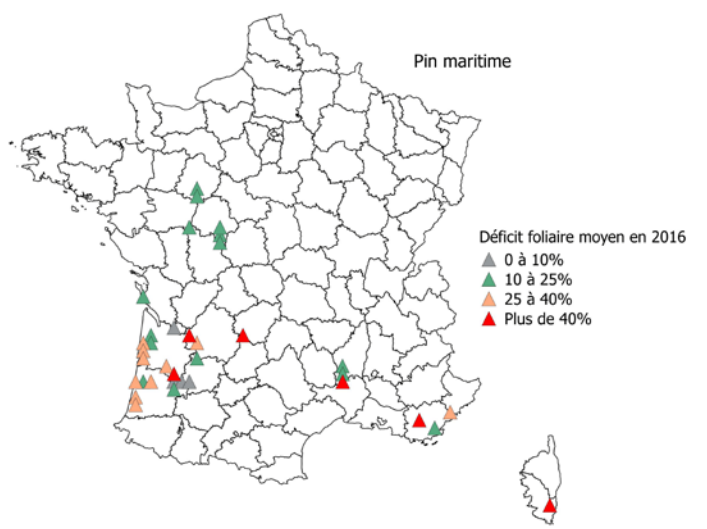 Pin maritime
Déficit foliaire moyen en 2016
0 à 10%
10 à 25%
25 à 40%
Plus de 40%